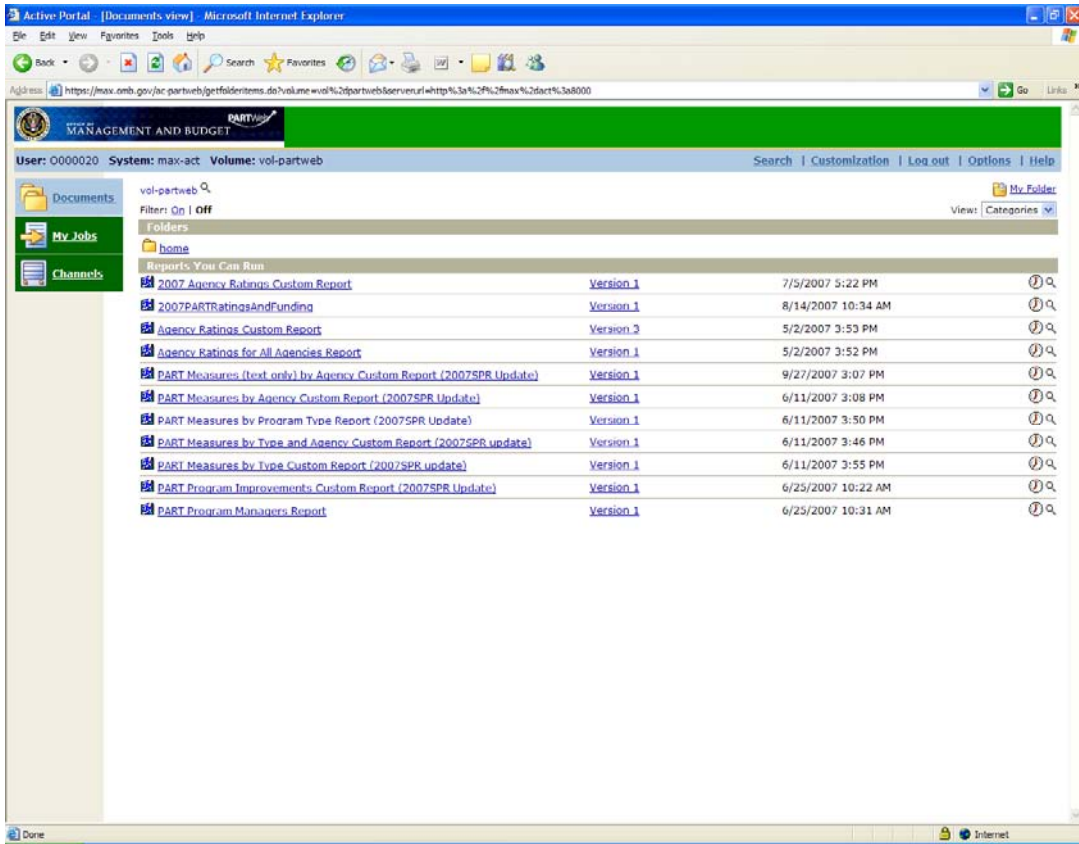 Active Portal - [Documents view] - Microsoft Internet Explorer
File Edit View Favorites Tools Help
Back Search Favorites
Address https://max.omb.gov/ac-partweb/getfolderitems.do?volume=vol%2dpartweb&serverurl=http%3a%2f%2fmax%2dact%3a8000 Go Links
OFFICE OF PARTWeb
MANAGEMENT AND BUDGET
User: O000020 System: max-act Volume: vol-partweb Search | Customization | Log out | Options | Help
Documents
My Jobs
Channels
vol-partweb My Folder
Filter: On | Off View: Categories
Folders
home
Reports You Can Run
2007 Agency Ratings Custom Report Version 1 7/5/2007 5:22 PM
2007PARTRatingsAndFunding Version 1 8/14/2007 10:34 AM
Agency Ratings Custom Report Version 3 5/2/2007 3:53 PM
Agency Ratings for All Agencies Report Version 1 5/2/2007 3:52 PM
PART Measures (text only) by Agency Custom Report (2007SPR Update) Version 1 9/27/2007 3:07 PM
PART Measures by Agency Custom Report (2007SPR Update) Version 1 6/11/2007 3:08 PM
PART Measures by Program Type Report (2007SPR Update) Version 1 6/11/2007 3:50 PM
PART Measures by Type and Agency Custom Report (2007SPR update) Version 1 6/11/2007 3:46 PM
PART Measures by Type Custom Report (2007SPR update) Version 1 6/11/2007 3:55 PM
PART Program Improvements Custom Report (2007SPR Update) Version 1 6/25/2007 10:22 AM
PART Program Managers Report Version 1 6/25/2007 10:31 AM
Done Internet